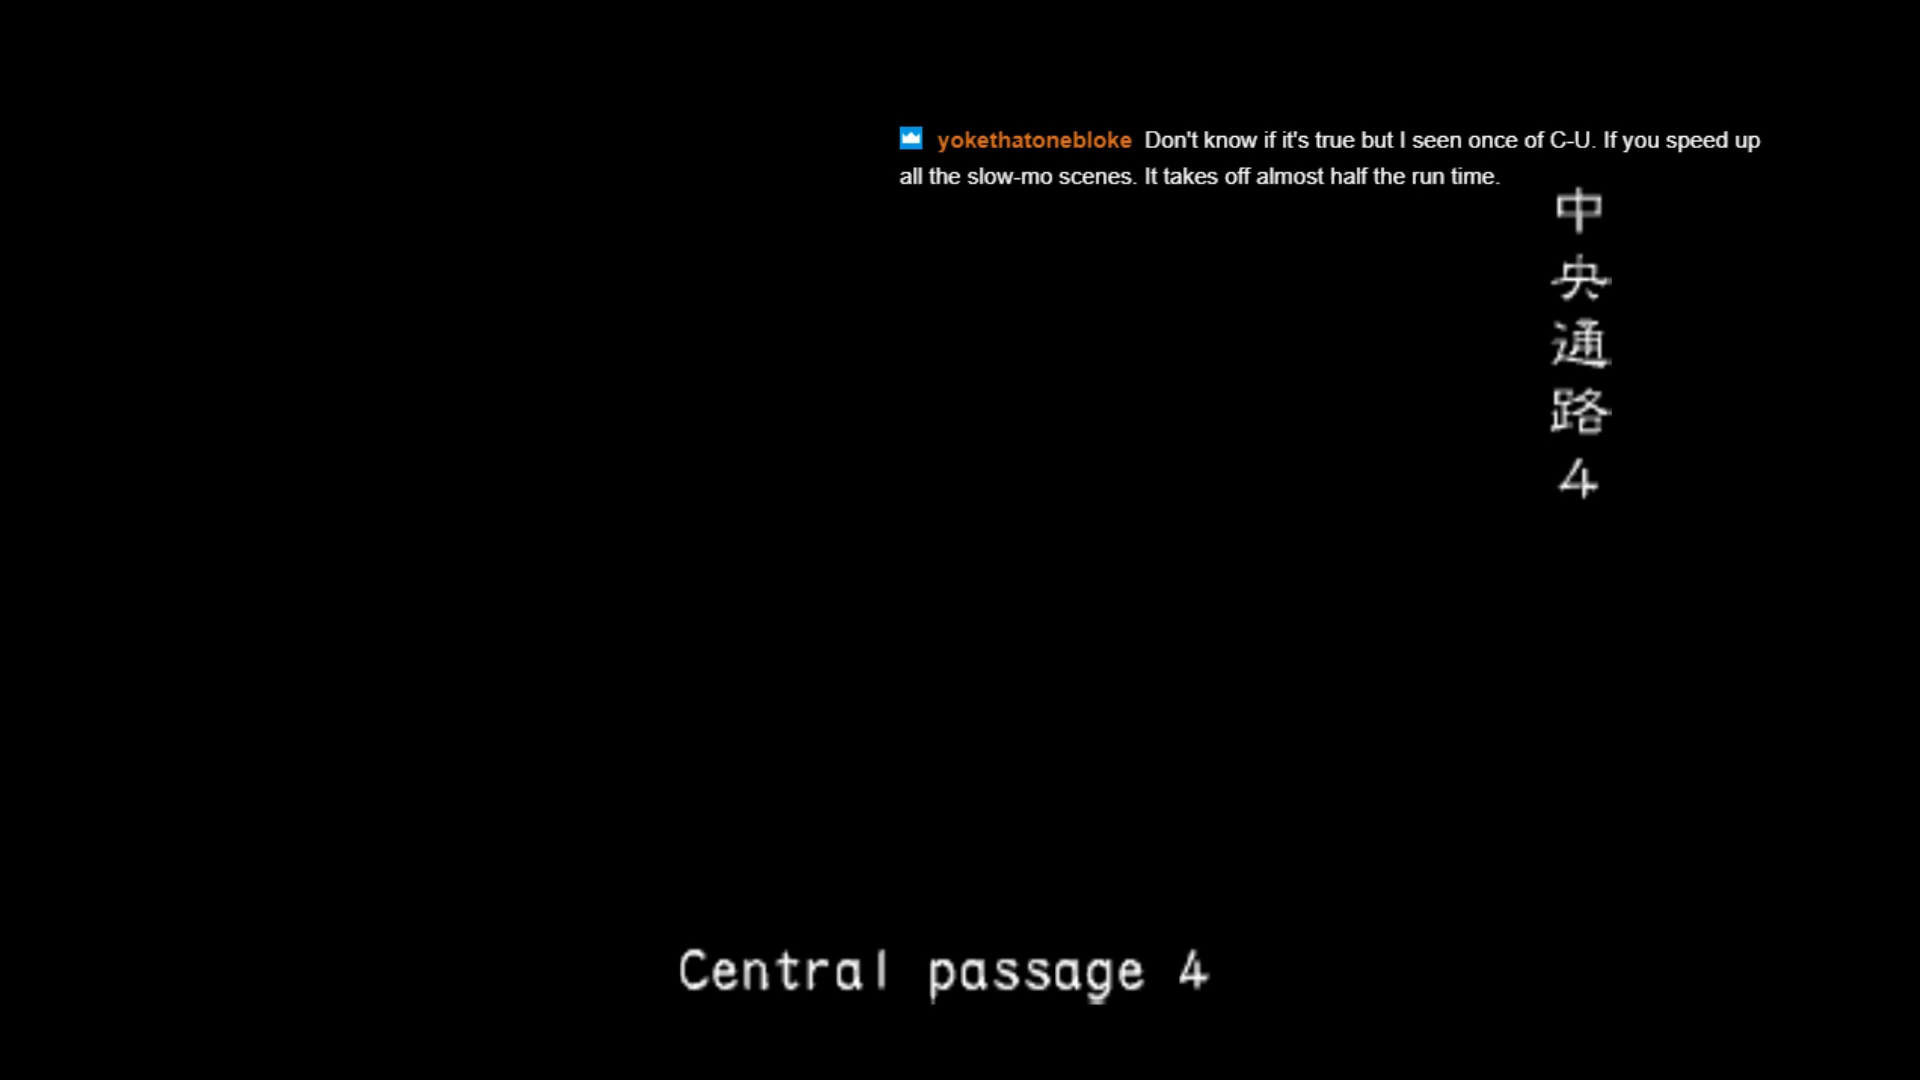 yokethatonebloke Don't know if it's true but I seen once of C-U. If you speed up
all the slow-mo scenes. It takes off almost half the run time.
中央通路4
Central passage 4